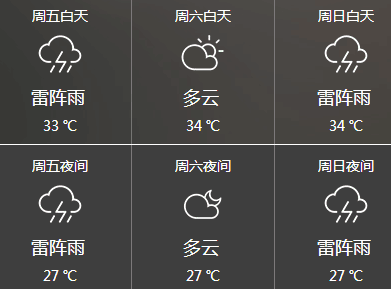 周五白天 周六白天 周日白天
雷阵雨 多云 雷阵雨
33 ℃ 34 ℃ 34 ℃
周五夜间 周六夜间 周日夜间
雷阵雨 多云 雷阵雨
27 ℃ 27 ℃ 27 ℃